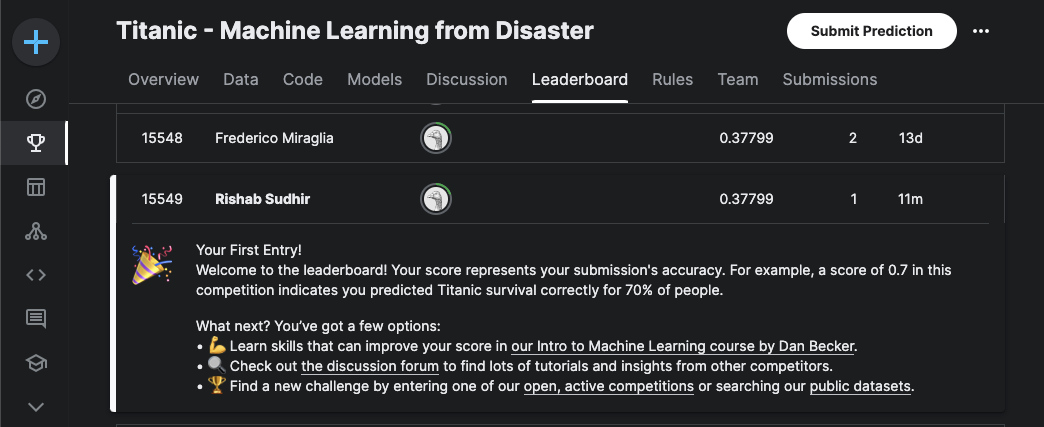 Titanic - Machine Learning from Disaster
Submit Prediction
Overview Data Code Models Discussion Leaderboard Rules Team Submissions
15548 Frederico Miraglia 0.37799 2 13d
15549 Rishab Sudhir 0.37799 1 11m
Your First Entry!
Welcome to the leaderboard! Your score represents your submission's accuracy. For example, a score of 0.7 in this
competition indicates you predicted Titanic survival correctly for 70% of people.
What next? You’ve got a few options:
• 💪 Learn skills that can improve your score in our Intro to Machine Learning course by Dan Becker.
• 🔍 Check out the discussion forum to find lots of tutorials and insights from other competitors.
• 🏆 Find a new challenge by entering one of our open, active competitions or searching our public datasets.